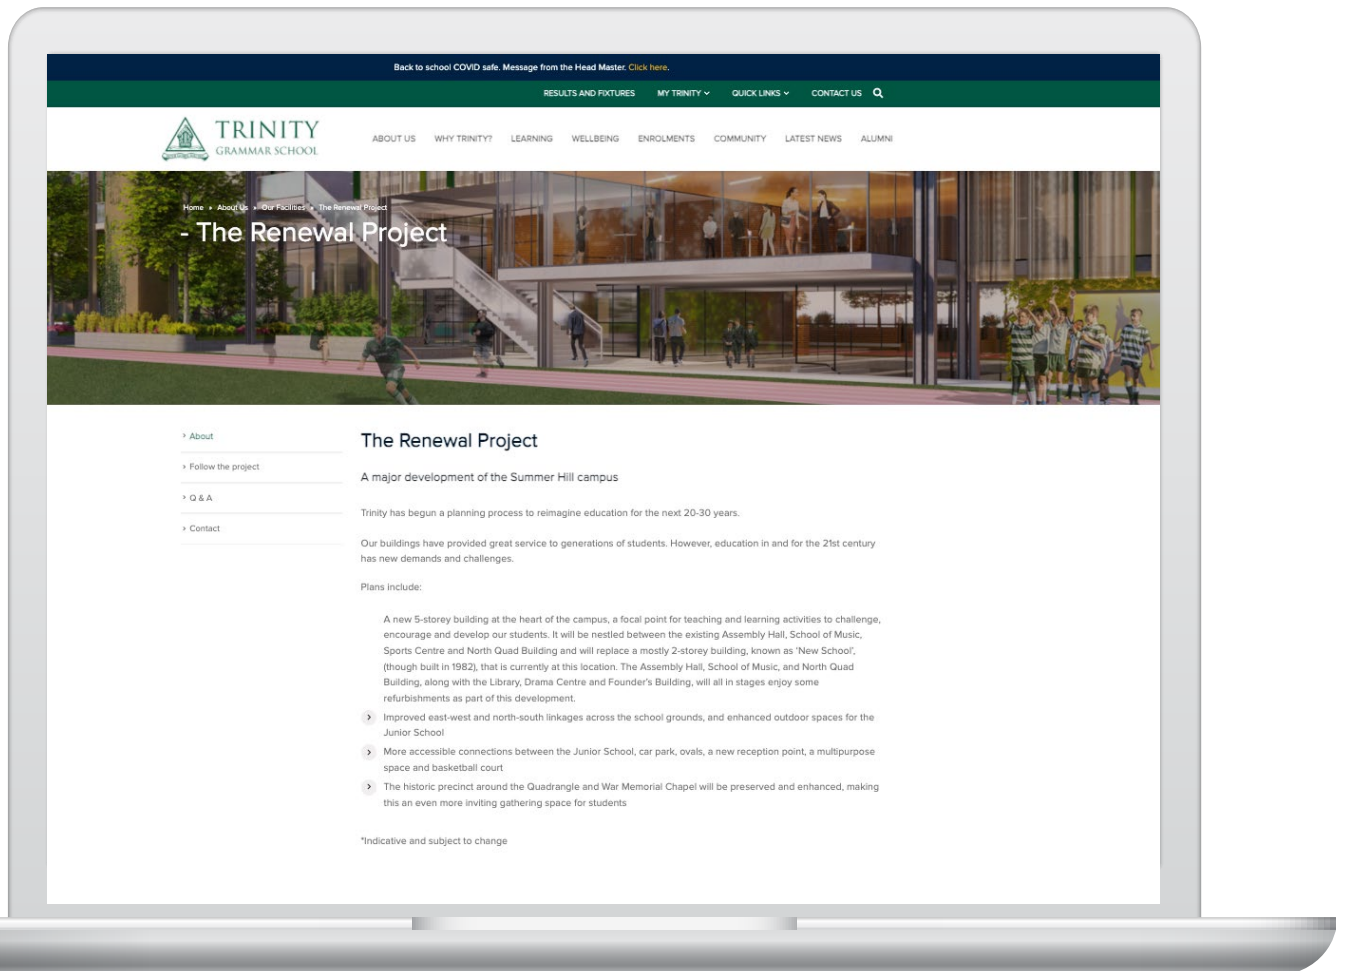 Back to school COVID safe. Message from the Head Master. Click here.
RESULTS AND FIXTURES MY TRINITY QUICK LINKS CONTACT US
TRINITY
GRAMMAR SCHOOL
ABOUT US WHY TRINITY? LEARNING WELLBEING ENROLMENTS COMMUNITY LATEST NEWS ALUMNI
Home » About Us » Our Facilities » The Renewal Project
- The Renewal Project
› About
› Follow the project
› Q & A
› Contact
The Renewal Project
A major development of the Summer Hill campus
Trinity has begun a planning process to reimagine education for the next 20-30 years.
Our buildings have provided great service to generations of students. However, education in and for the 21st century
has new demands and challenges.
Plans include:
A new 5-storey building at the heart of the campus, a focal point for teaching and learning activities to challenge,
encourage and develop our students. It will be nestled between the existing Assembly Hall, School of Music,
Sports Centre and North Quad Building and will replace a mostly 2-storey building, known as 'New School',
(though built in 1982), that is currently at this location. The Assembly Hall, School of Music, and North Quad
Building, along with the Library, Drama Centre and Founder's Building, will all in stages enjoy some
refurbishments as part of this development.
› Improved east-west and north-south linkages across the school grounds, and enhanced outdoor spaces for the
Junior School
› More accessible connections between the Junior School, car park, ovals, a new reception point, a multipurpose
space and basketball court
› The historic precinct around the Quadrangle and War Memorial Chapel will be preserved and enhanced, making
this an even more inviting gathering space for students
*Indicative and subject to change